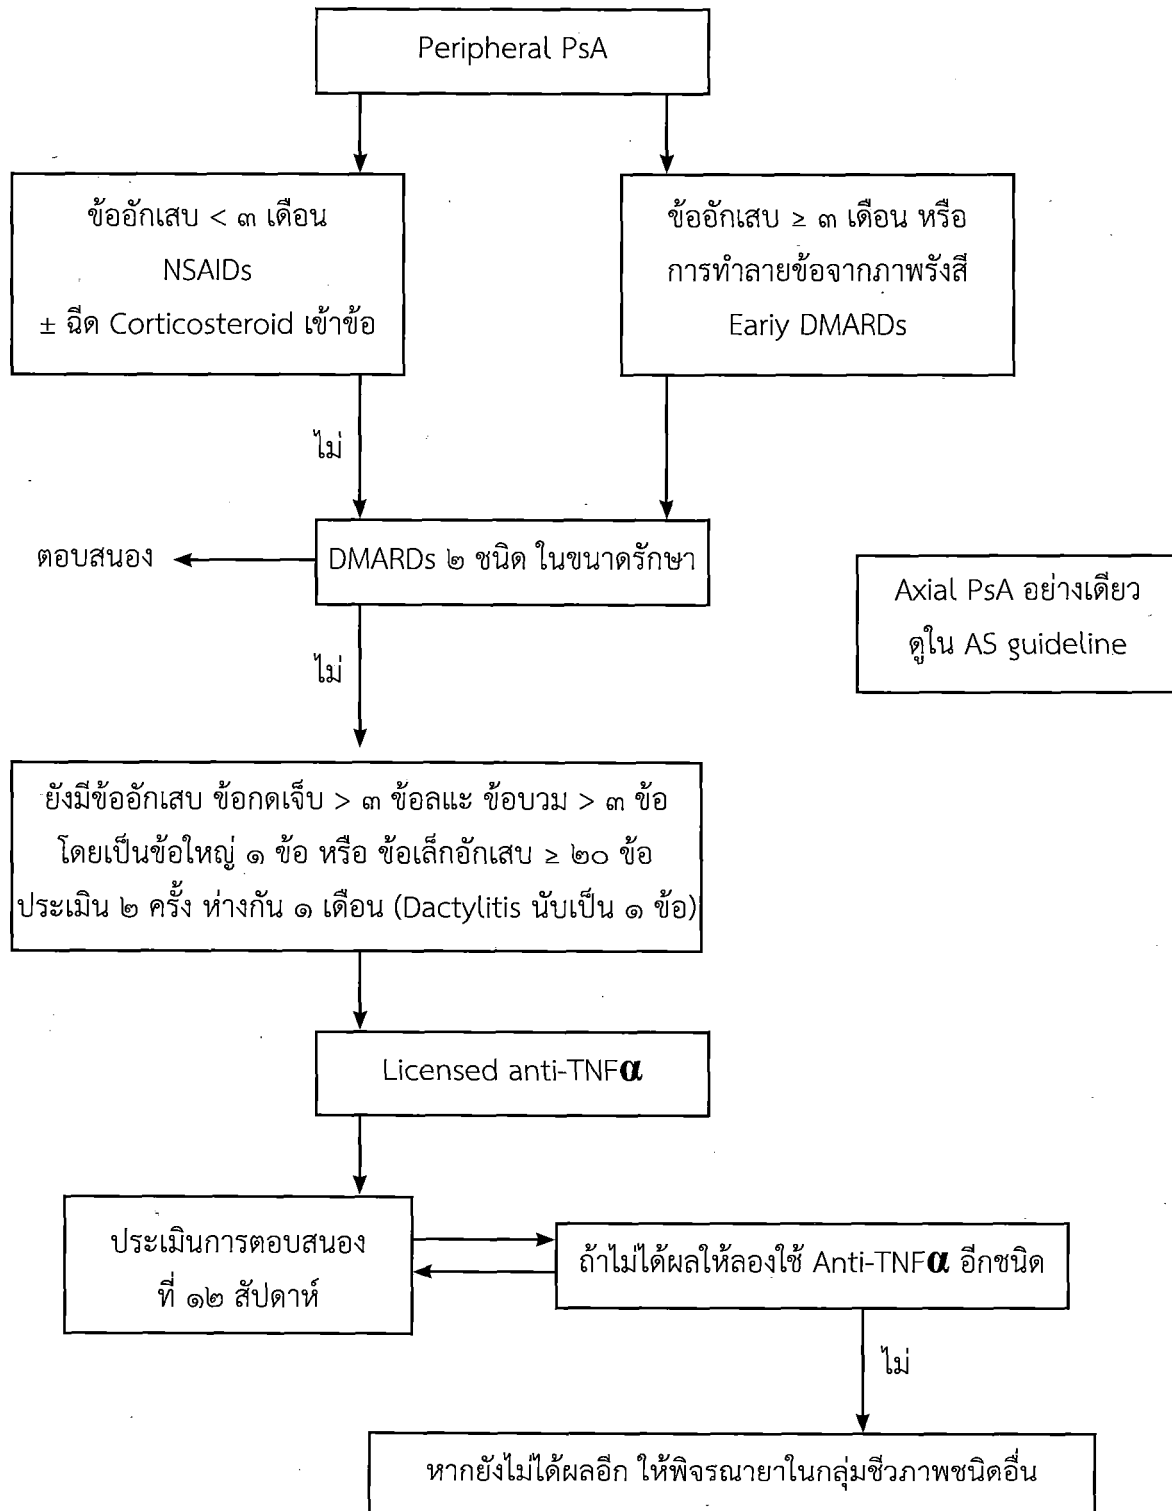 Peripheral PsA
ข้ออักเสบ < ๓ เดือน
NSAIDs
± ฉีด Corticosteroid เข้าข้อ
ข้ออักเสบ ≥ ๓ เดือน หรือ
การทำลายข้อจากภาพรังสี
Eariy DMARDs
ไม่
ตอบสนอง
DMARDs ๒ ชนิด ในขนาดรักษา
Axial PsA อย่างเดียว
ดูใน AS guideline
ไม่
ยังมีข้ออักเสบ ข้อกดเจ็บ > ๓ ข้อลแะ ข้อบวม > ๓ ข้อ
โดยเป็นข้อใหญ่ ๑ ข้อ หรือ ข้อเล็กอักเสบ ≥ ๒๐ ข้อ
ประเมิน ๒ ครั้ง ห่างกัน ๑ เดือน (Dactylitis นับเป็น ๑ ข้อ)
Licensed anti-TNFα
ประเมินการตอบสนอง
ที่ ๑๒ สัปดาห์
ถ้าไม่ได้ผลให้ลองใช้ Anti-TNFα อีกชนิด
ไม่
หากยังไม่ได้ผลอีก ให้พิจรณายาในกลุ่มชีวภาพชนิดอื่น